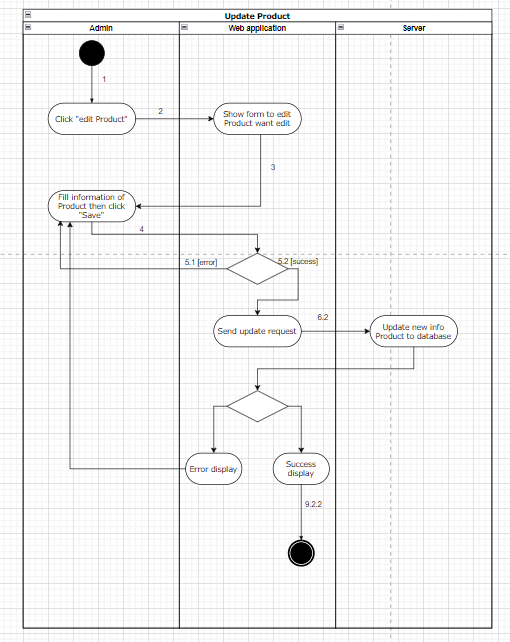 Update Product
Admin
Web application
Server
1
Click "edit Product"
2
Show form to edit
Product want edit
3
Fill information of
Product then click
"Save"
4
5.1 [error]
5.2 [sucess]
Send update request
6.2
Update new info
Product to database
Error display
Success
display
9.2.2